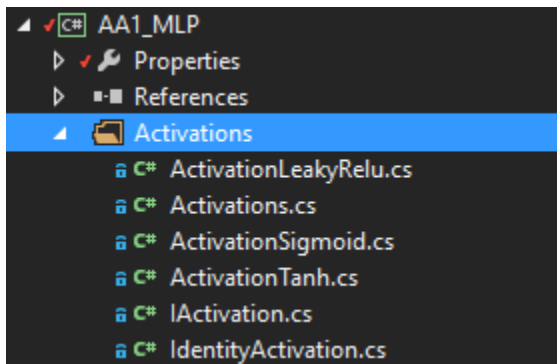 C# AA1_MLP
Properties
References
Activations
C# ActivationLeakyRelu.cs
C# Activations.cs
C# ActivationSigmoid.cs
C# ActivationTanh.cs
C# IActivation.cs
C# IdentityActivation.cs